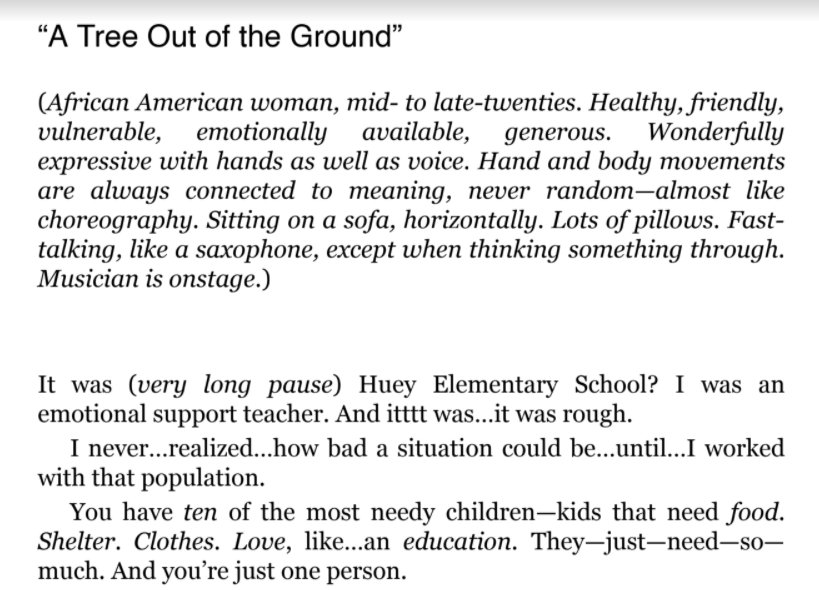 “A Tree Out of the Ground”
(African American woman, mid- to late-twenties. Healthy, friendly,
vulnerable, emotionally available, generous. Wonderfully
expressive with hands as well as voice. Hand and body movements
are always connected to meaning, never random—almost like
choreography. Sitting on a sofa, horizontally. Lots of pillows. Fast-
talking, like a saxophone, except when thinking something through.
Musician is onstage.)
It was (very long pause) Huey Elementary School? I was an
emotional support teacher. And itttt was...it was rough.
I never...realized...how bad a situation could be...until...I worked
with that population.
You have ten of the most needy children—kids that need food.
Shelter. Clothes. Love, like...an education. They—just—need—so—
much. And you’re just one person.